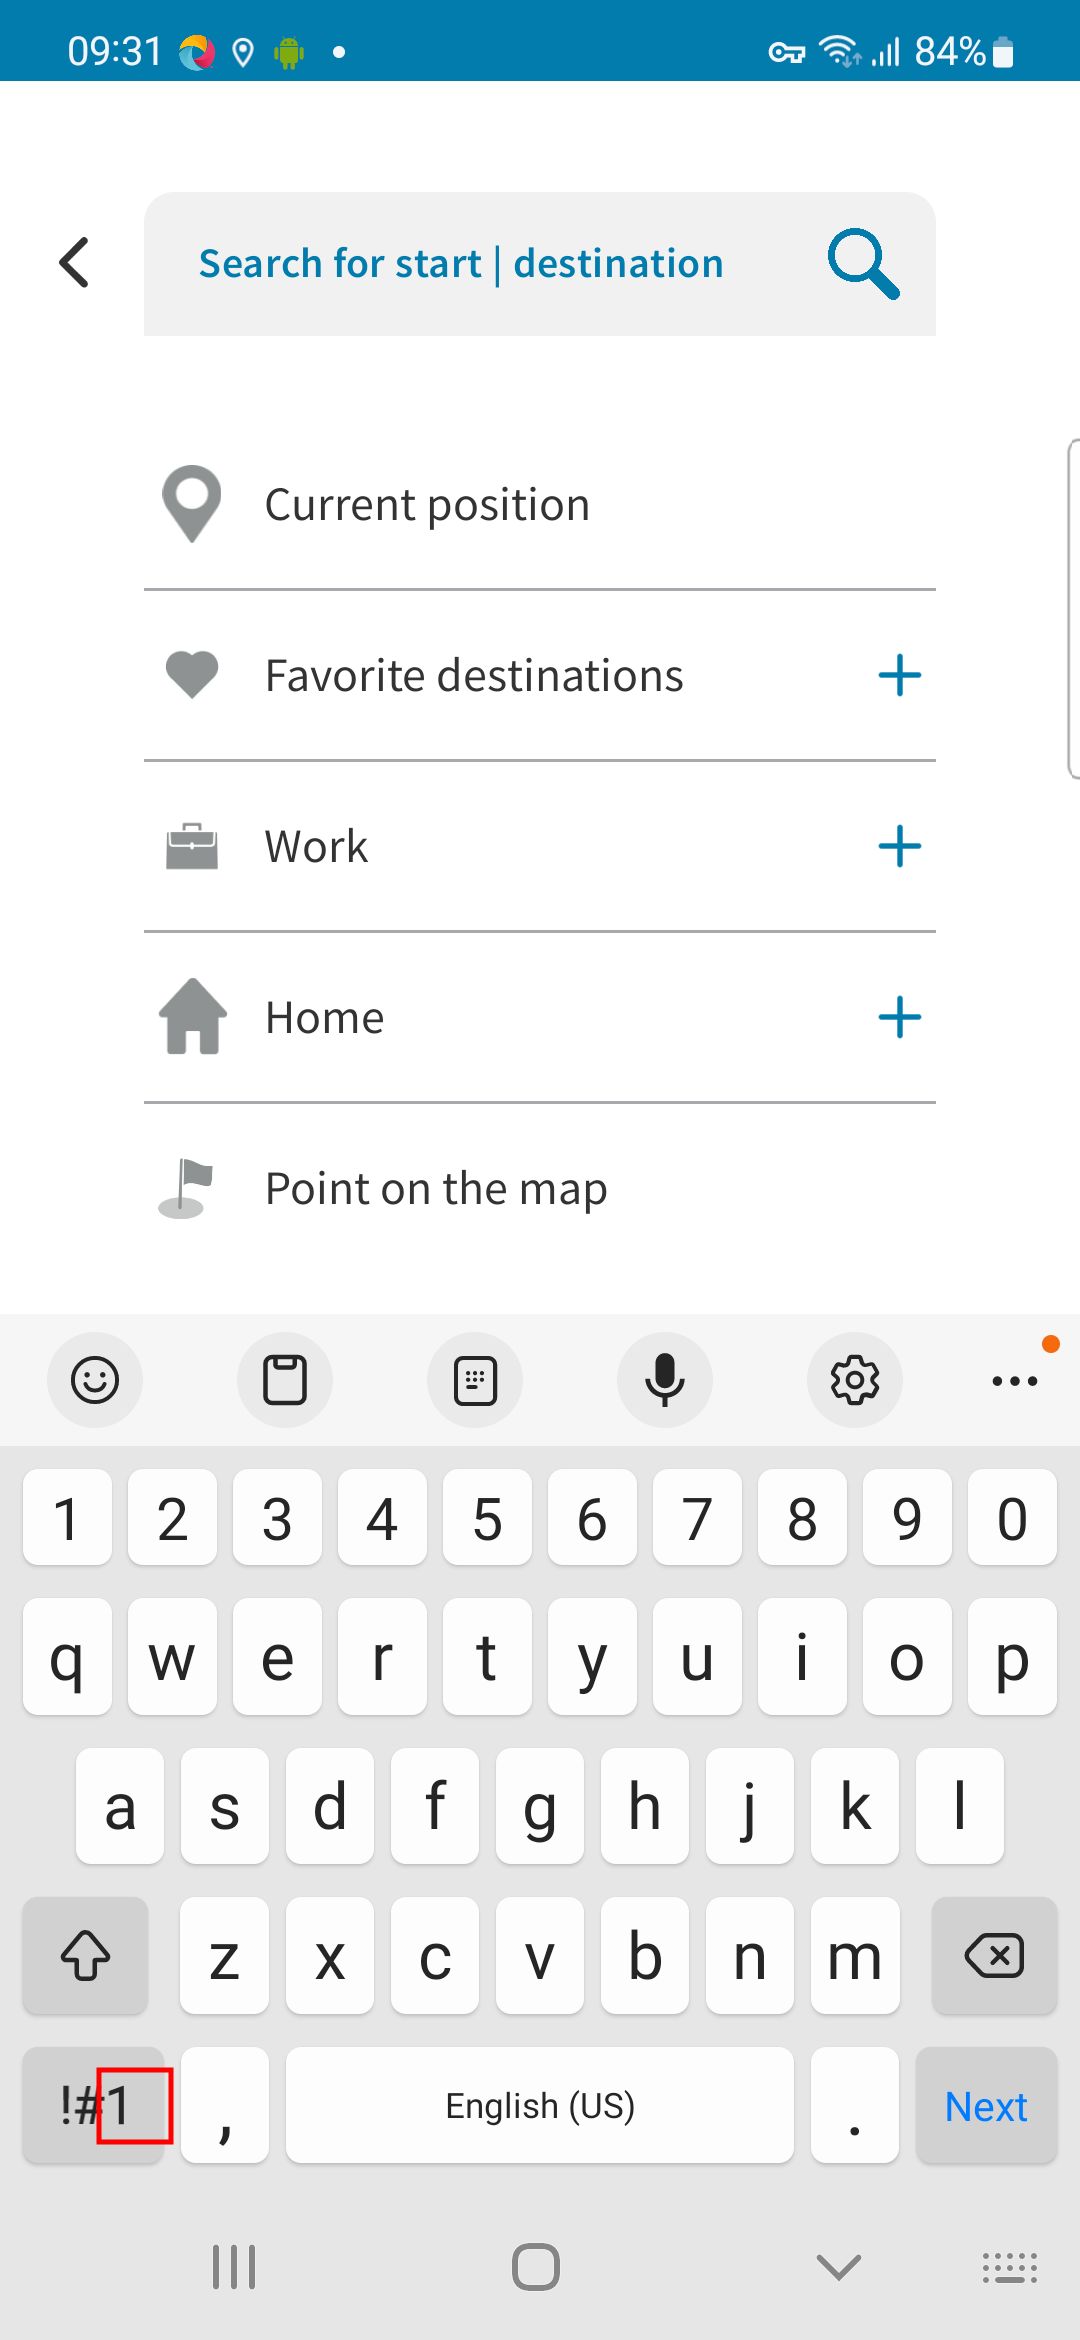 09:31 84%
Search for start | destination
Current position
Favorite destinations
Work
Home
Point on the map
1 2 3 4 5 6 7 8 9 0
q w e r t y u i o p
a s d f g h j k l
z x c v b n m
!#1 , English (US) . Next